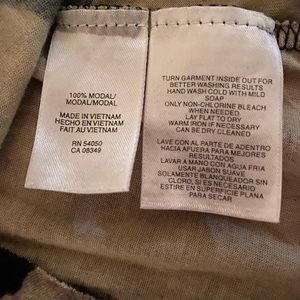 100% MODAL/
MODAL/MODAL
MADE IN VIETNAM
HECHO EN VIETNAM
FAIT AU VIETNAM
RN 54050
CA 08349
TURN GARMENT INSIDE OUT FOR
BETTER WASHING RESULTS
HAND WASH COLD WITH MILD
SOAP
ONLY NON-CHLORINE BLEACH
WHEN NEEDED
LAY FLAT TO DRY
WARM IRON IF NECESSARY
CAN BE DRY CLEANED
LAVE CON AL PARTE DE ADENTRO
HACIA AFUERA PARA MEJORES
RESULTADOS
LAVAR A MANO CON AGUA FRIA
USAR JABON SUAVE
SOLAMENTE BLANQUEADOR SIN
CLORO, SI ES NECESARIO
ESTIRAR EN SUPERFICIE PLANA
PARA SECAR